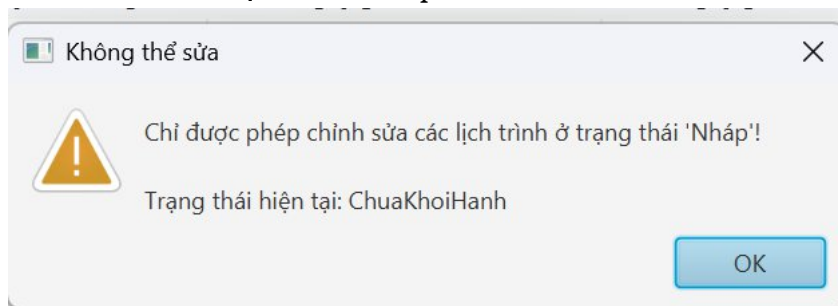 Không thể sửa
Chỉ được phép chỉnh sửa các lịch trình ở trạng thái 'Nháp'!
Trạng thái hiện tại: ChuaKhoiHanh
OK